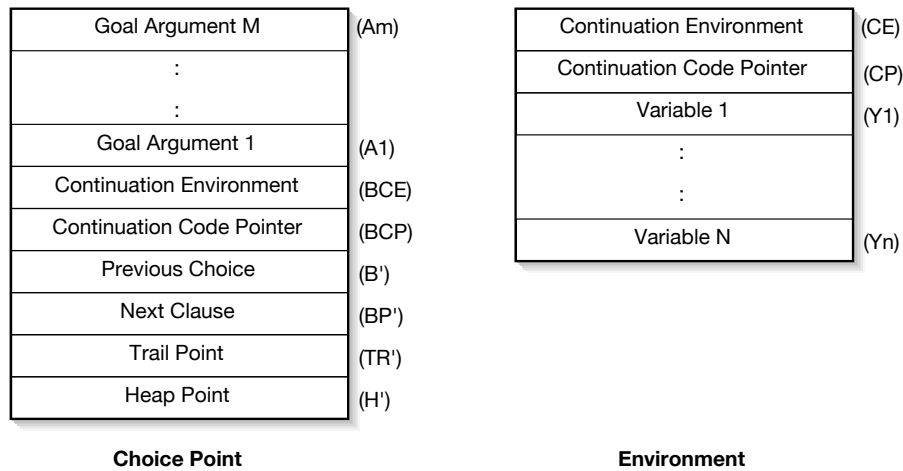 Goal Argument M (Am)
:
:
Goal Argument 1 (A1)
Continuation Environment (BCE)
Continuation Code Pointer (BCP)
Previous Choice (B')
Next Clause (BP')
Trail Point (TR')
Heap Point (H')
Choice Point
Continuation Environment (CE)
Continuation Code Pointer (CP)
Variable 1 (Y1)
:
:
Variable N (Yn)
Environment